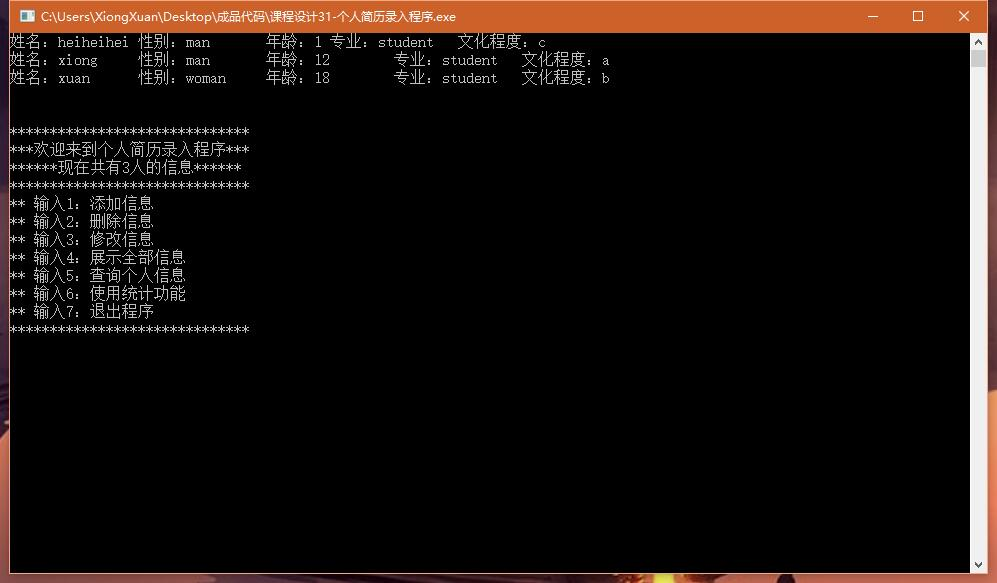 C:\Users\XiongXuan\Desktop\成品代码\课程设计31-个人简历录入程序.exe
姓名：heiheihei 性别：man 年龄：1 专业：student 文化程度：c
姓名：xiong 性别：man 年龄：12 专业：student 文化程度：a
姓名：xuan 性别：woman 年龄：18 专业：student 文化程度：b
******************************
***欢迎来到个人简历录入程序***
******现在共有3人的信息******
******************************
** 输入1：添加信息
** 输入2：删除信息
** 输入3：修改信息
** 输入4：展示全部信息
** 输入5：查询个人信息
** 输入6：使用统计功能
** 输入7：退出程序
******************************